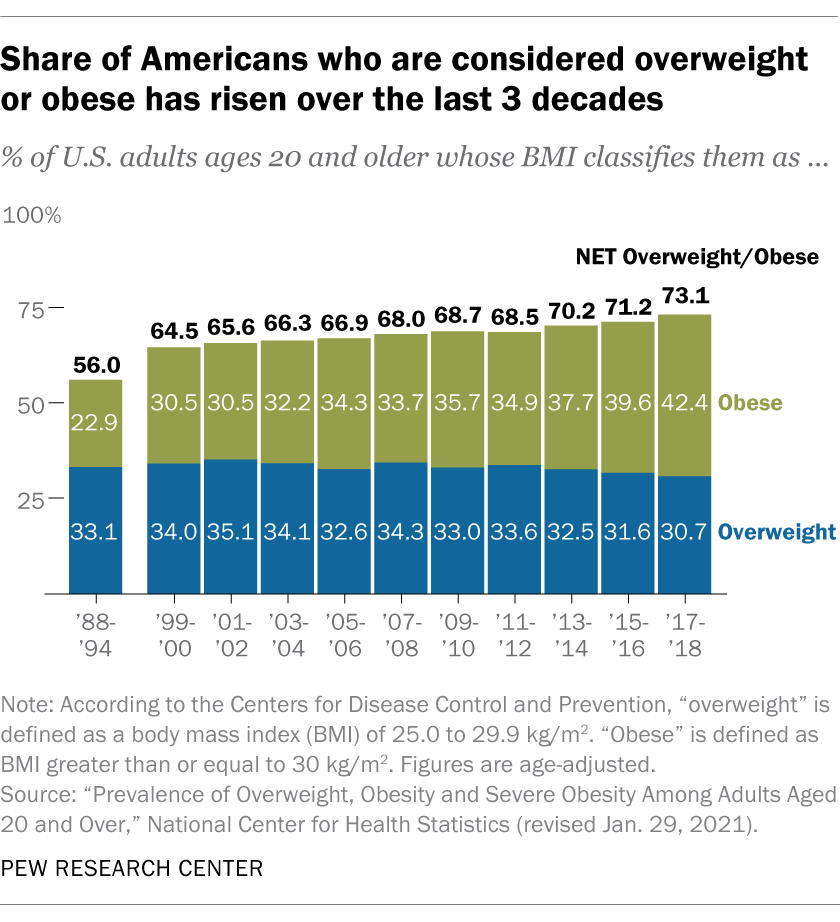 Share of Americans who are considered overweight
or obese has risen over the last 3 decades
% of U.S. adults ages 20 and older whose BMI classifies them as ...
100%
NET Overweight/Obese
75
56.0 64.5 65.6 66.3 66.9 68.0 68.7 68.5 70.2 71.2 73.1
50
22.9 30.5 30.5 32.2 34.3 33.7 35.7 34.9 37.7 39.6 42.4 Obese
25
33.1 34.0 35.1 34.1 32.6 34.3 33.0 33.6 32.5 31.6 30.7 Overweight
’88- ’99- ’01- ’03- ’05- ’07- ’09- ’11- ’13- ’15- ’17-
’94 ’00 ’02 ’04 ’06 ’08 ’10 ’12 ’14 ’16 ’18
Note: According to the Centers for Disease Control and Prevention, “overweight” is
defined as a body mass index (BMI) of 25.0 to 29.9 kg/m². “Obese” is defined as
BMI greater than or equal to 30 kg/m². Figures are age-adjusted.
Source: “Prevalence of Overweight, Obesity and Severe Obesity Among Adults Aged
20 and Over,” National Center for Health Statistics (revised Jan. 29, 2021).
PEW RESEARCH CENTER